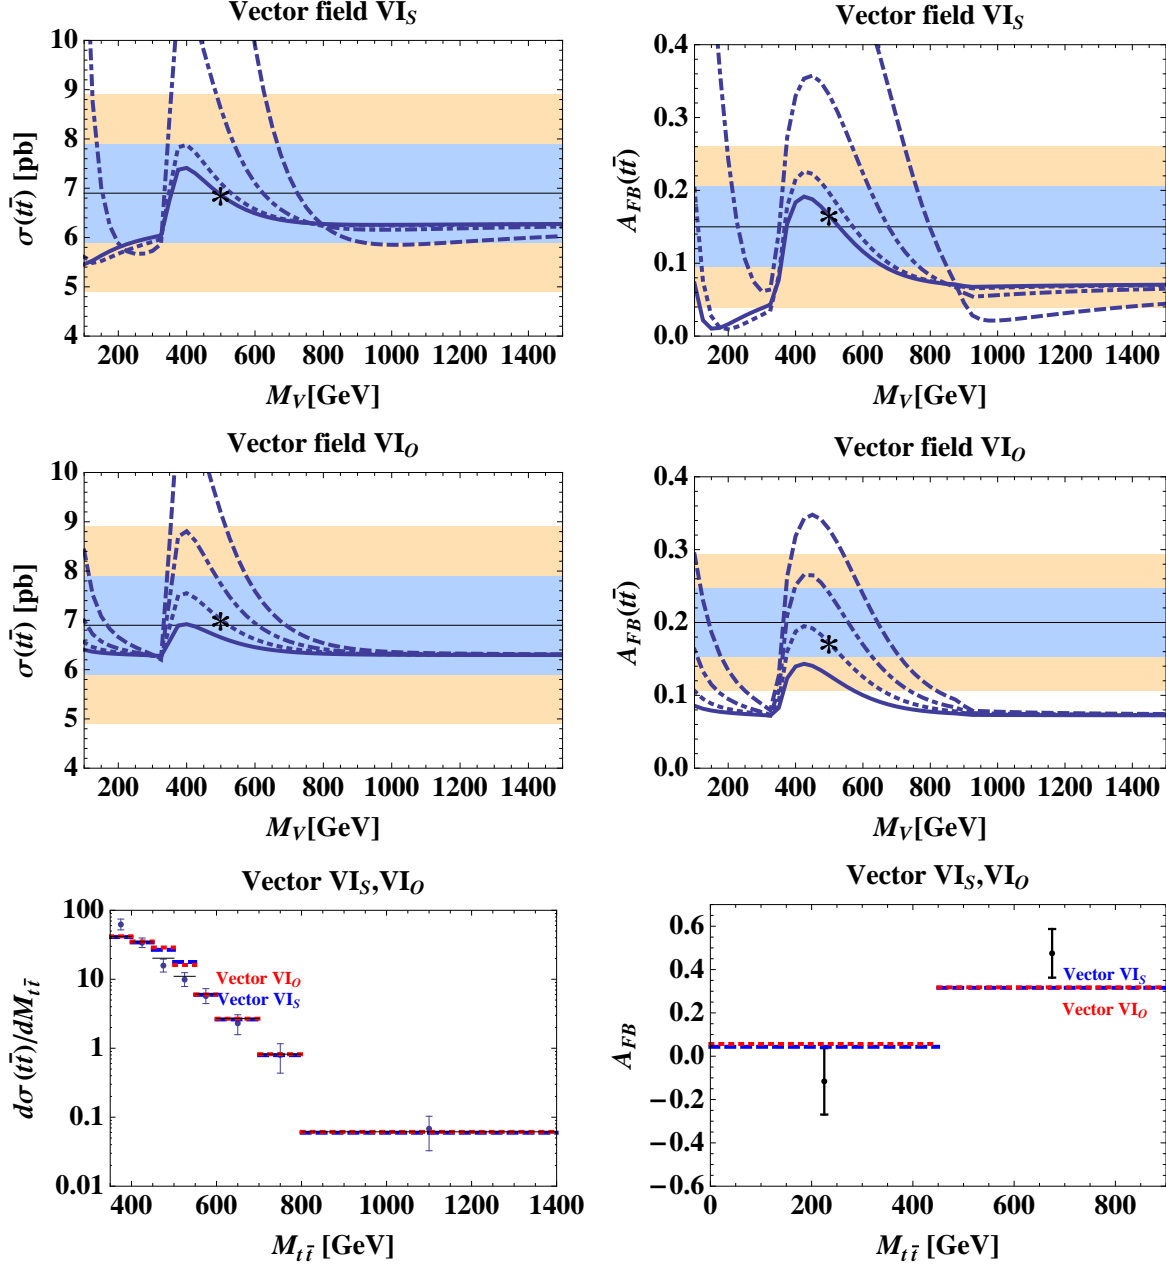 Vector field VI_S
σ(tt̄) [pb]
10
9
8
7
6
5
4
200 400 600 800 1000 1200 1400
M_V[GeV]
Vector field VI_S
A_FB(tt̄)
0.4
0.3
0.2
0.1
0.0
200 400 600 800 1000 1200 1400
M_V[GeV]
Vector field VI_O
σ(tt̄) [pb]
10
9
8
7
6
5
4
200 400 600 800 1000 1200 1400
M_V[GeV]
Vector field VI_O
A_FB(tt̄)
0.4
0.3
0.2
0.1
0.0
200 400 600 800 1000 1200 1400
M_V[GeV]
Vector VI_S,VI_O
dσ(tt̄)/dM_tt̄
100
10
1
0.1
0.01
Vector VI_O
Vector VI_S
400 600 800 1000 1200 1400
M_tt̄ [GeV]
Vector VI_S,VI_O
A_FB
0.6
0.4
0.2
0.0
−0.2
−0.4
−0.6
Vector VI_S
Vector VI_O
0 200 400 600 800
M_tt̄ [GeV]